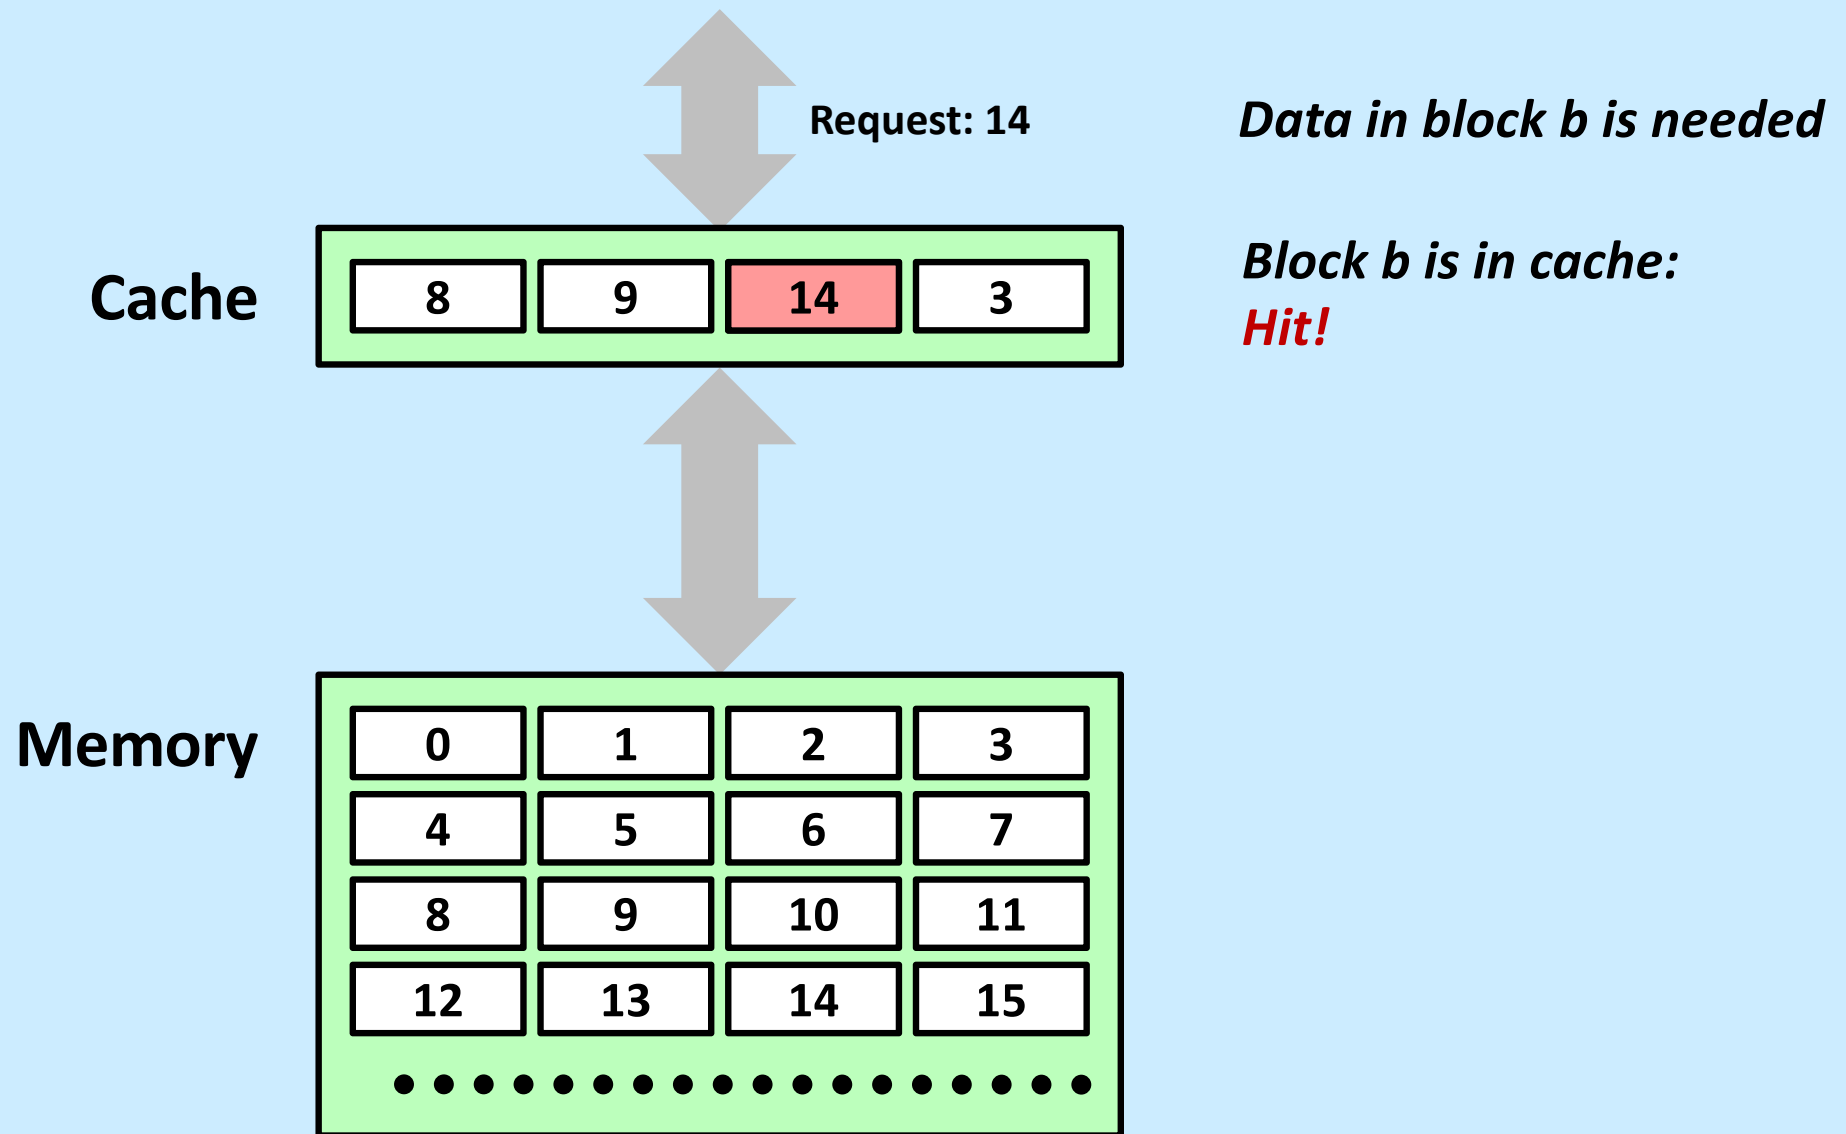 Request: 14
Data in block b is needed
Cache
8 9 14 3
Block b is in cache:
Hit!
Memory
0 1 2 3
4 5 6 7
8 9 10 11
12 13 14 15